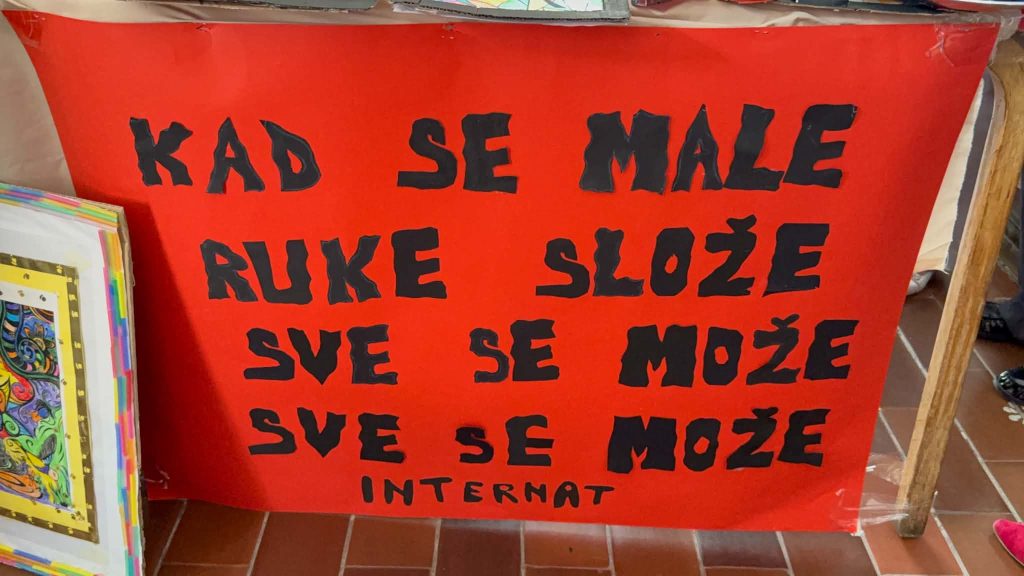 KAD SE MALE
RUKE SLOŽE
SVE SE MOŽE
SVE SE MOŽE
INTERNAT